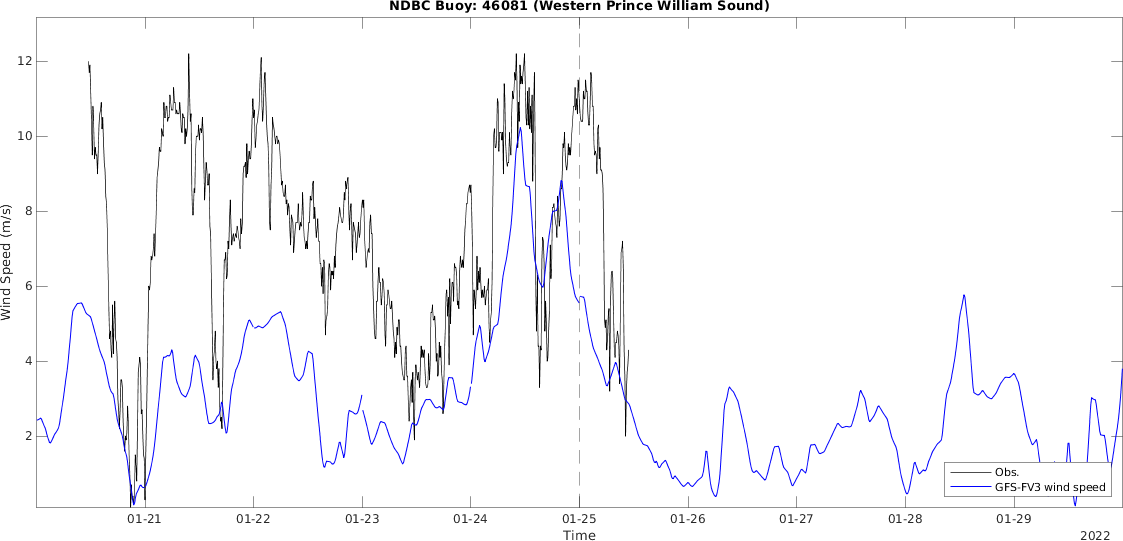 NDBC Buoy: 46081 (Western Prince William Sound)
Wind Speed (m/s)
12
10
8
6
4
2
Obs.
GFS-FV3 wind speed
01-21 01-22 01-23 01-24 01-25 01-26 01-27 01-28 01-29
Time
2022